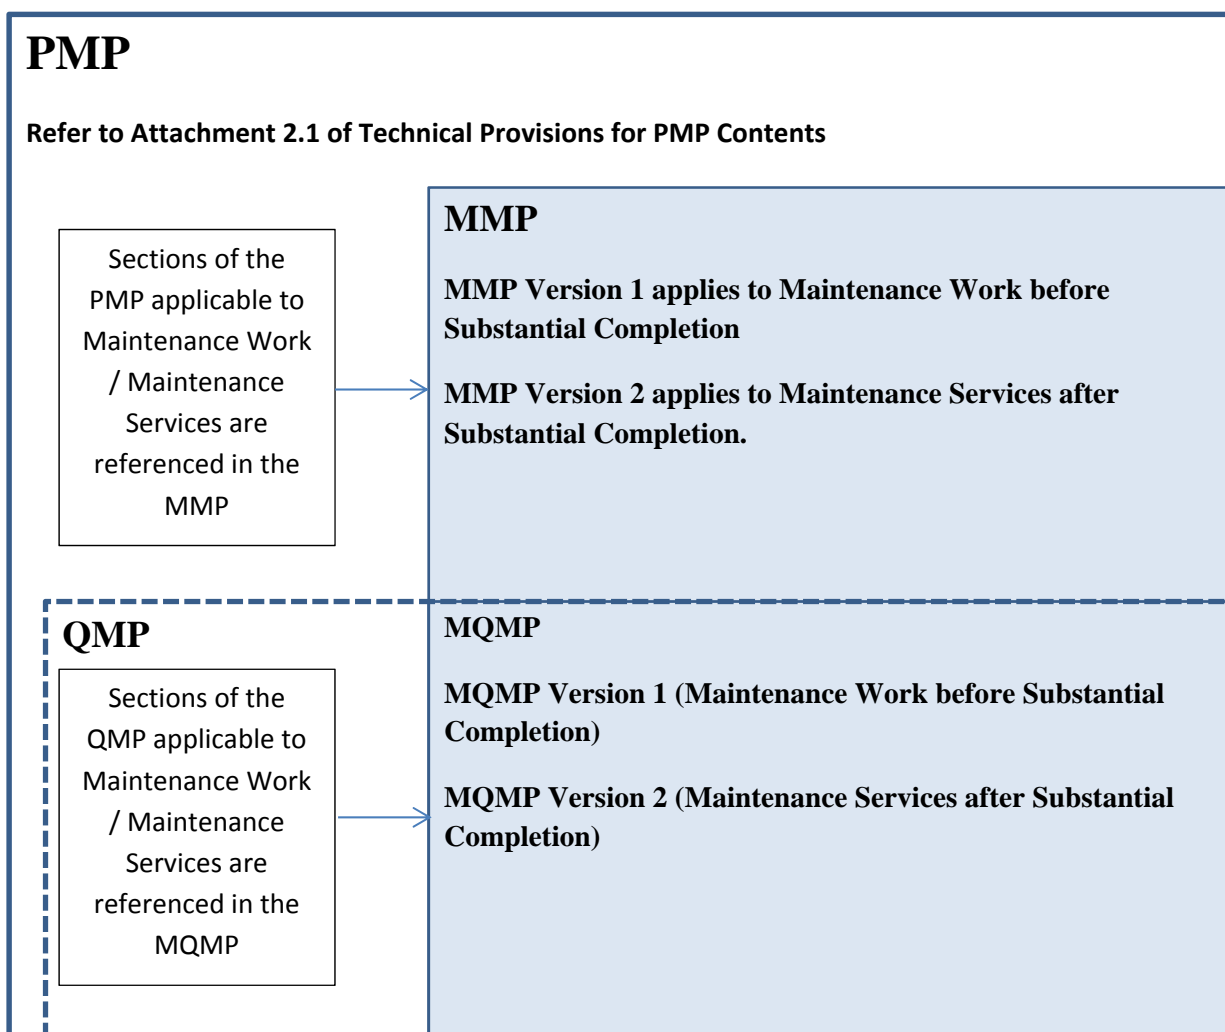 PMP
Refer to Attachment 2.1 of Technical Provisions for PMP Contents
Sections of the
PMP applicable to
Maintenance Work
/ Maintenance
Services are
referenced in the
MMP
MMP
MMP Version 1 applies to Maintenance Work before
Substantial Completion
MMP Version 2 applies to Maintenance Services after
Substantial Completion.
QMP
Sections of the
QMP applicable to
Maintenance Work
/ Maintenance
Services are
referenced in the
MQMP
MQMP
MQMP Version 1 (Maintenance Work before Substantial
Completion)
MQMP Version 2 (Maintenance Services after Substantial
Completion)